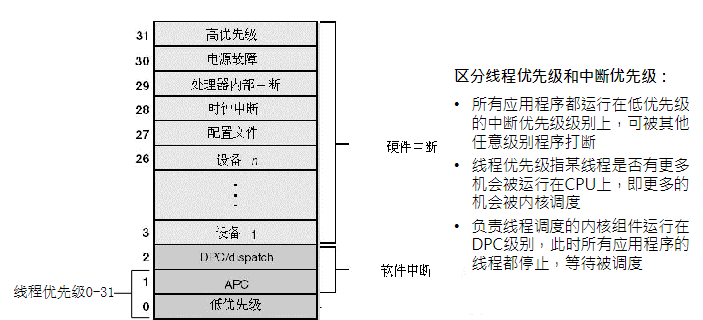 31 高优先级
30 电源故障
29 处理器内部中断
28 时钟中断
27 配置文件
26 设备 n
3 设备 1
2 DPC/dispatch
1 APC
0 低优先级
硬件中断
软件中断
线程优先级0-31
区分线程优先级和中断优先级：
• 所有应用程序都运行在低优先级
的中断优先级级别上，可被其他
任意级别程序打断
• 线程优先级指某线程是否有更多
机会被运行在CPU上，即更多的
机会被内核调度
• 负责线程调度的内核组件运行在
DPC级别，此时所有应用程序的
线程都停止，等待被调度